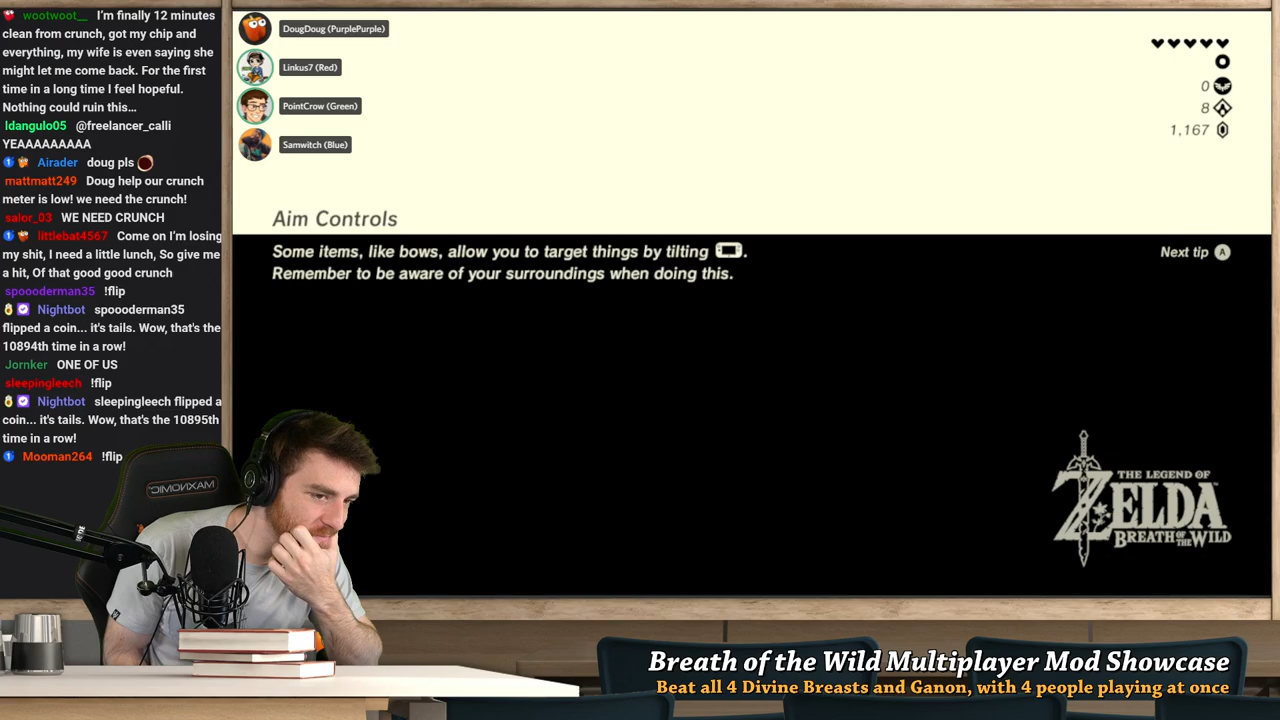 wootwoot__ I'm finally 12 minutes
clean from crunch, got my chip and
everything, my wife is even saying she
might let me come back. For the first
time in a long time I feel hopeful.
Nothing could ruin this…
ldangulo05 @freelancer_calli
YEAAAAAAAAA
1 Airader doug pls
mattmatt249 Doug help our crunch
meter is low! we need the crunch!
salor_03 WE NEED CRUNCH
1 littlebat4567 Come on I'm losing
my shit, I need a little lunch, So give me
a hit, Of that good good crunch
spoooderman35 !flip
Nightbot spoooderman35
flipped a coin... it's tails. Wow, that's the
10894th time in a row!
Jornker ONE OF US
sleepingleech !flip
Nightbot sleepingleech flipped a
coin... it's tails. Wow, that's the 10895th
time in a row!
1 Mooman264 !flip
DougDoug (PurplePurple)
Linkus7 (Red)
PointCrow (Green)
Samwitch (Blue)
0
8
1,167
Aim Controls
Some items, like bows, allow you to target things by tilting .
Remember to be aware of your surroundings when doing this.
Next tip A
THE LEGEND OF
ZELDA
BREATH OF THE WILD
MAXNOMIC
Breath of the Wild Multiplayer Mod Showcase
Beat all 4 Divine Breasts and Ganon, with 4 people playing at once